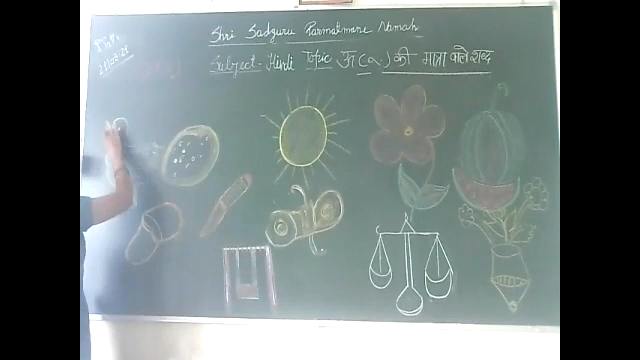 Shri Sadguru Parmatmane Namah
Subject - Hindi Topic ऊ ( ू ) की मात्रा वाले शब्द